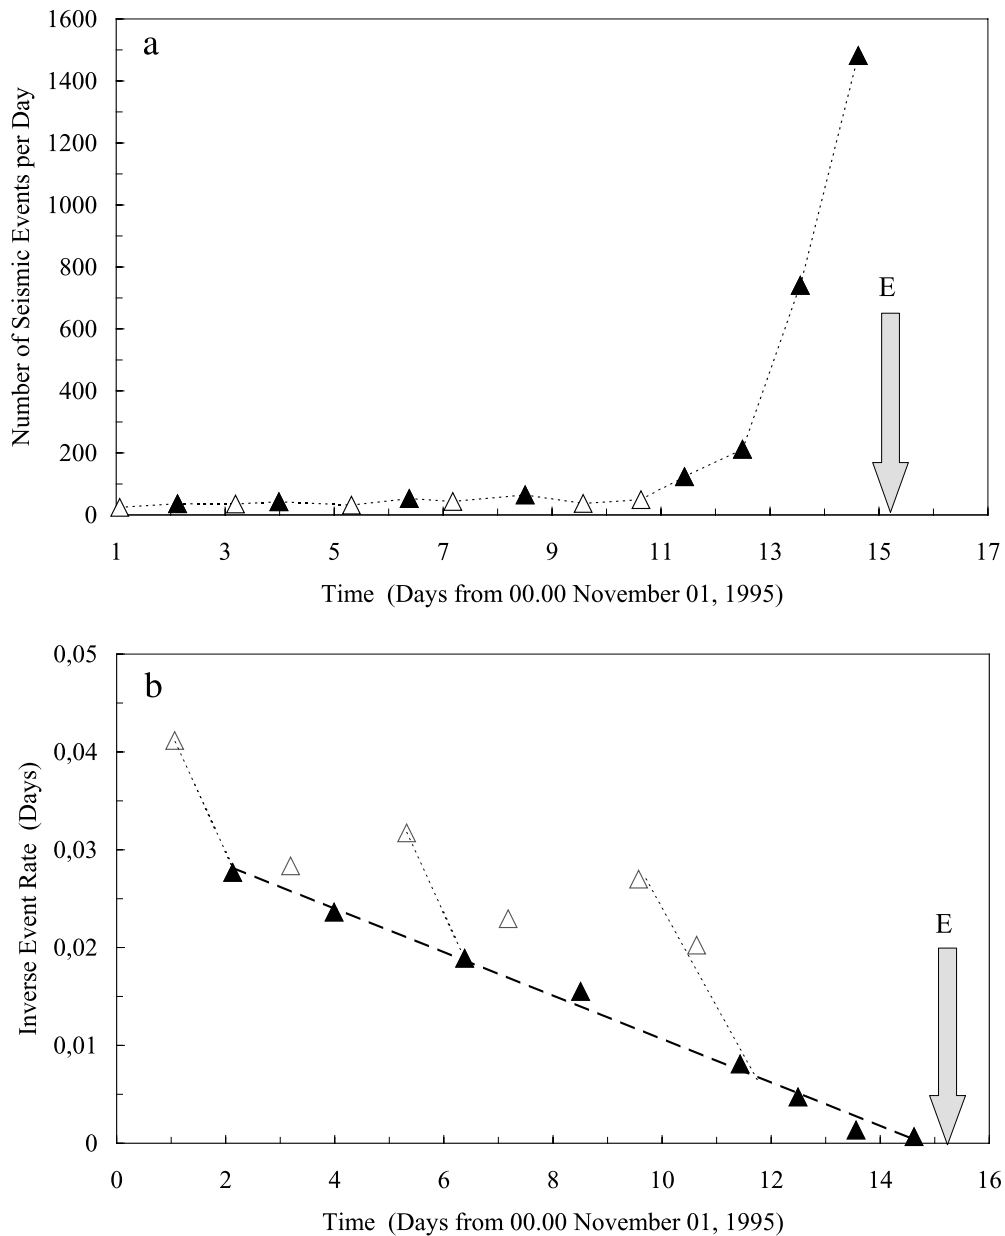 1600
a
1400
1200
1000
800
600
400
200
0
Number of Seismic Events per Day
E
1 3 5 7 9 11 13 15 17
Time (Days from 00.00 November 01, 1995)
0,05
b
0,04
0,03
0,02
0,01
0
Inverse Event Rate (Days)
E
0 2 4 6 8 10 12 14 16
Time (Days from 00.00 November 01, 1995)